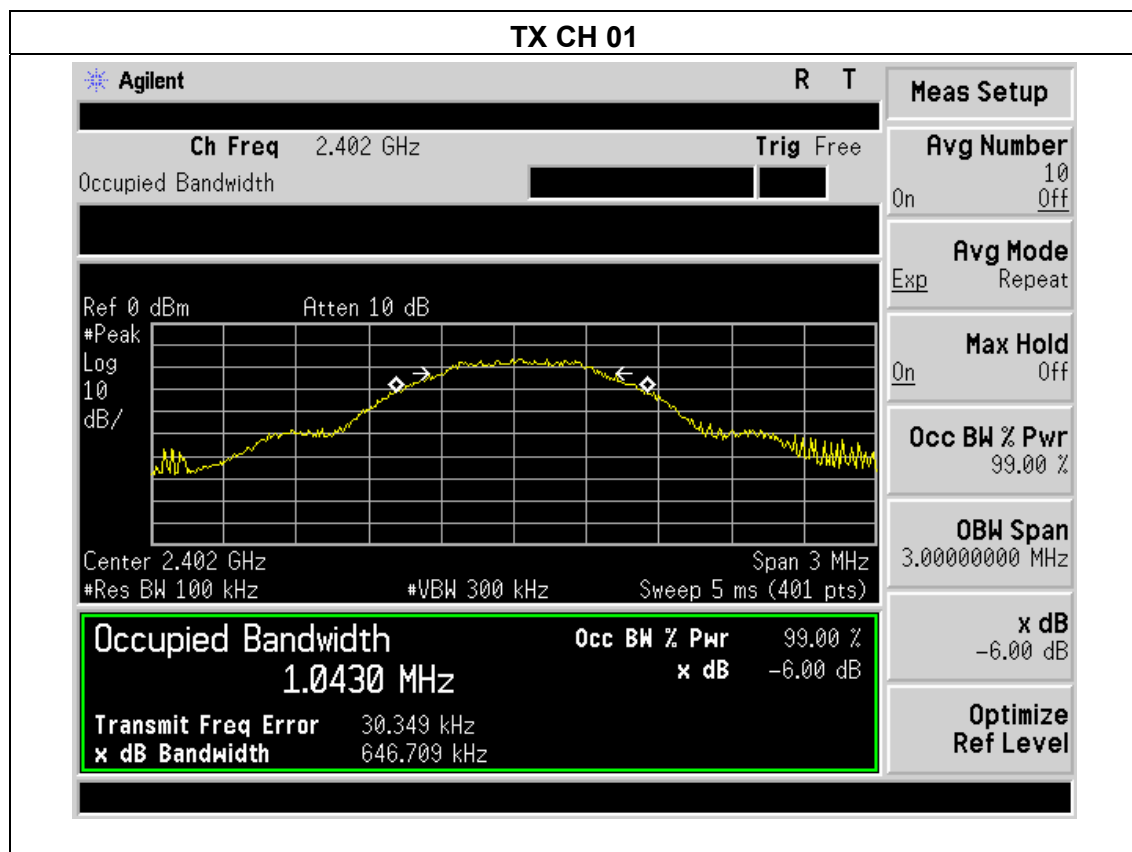 TX CH 01
Agilent R T
Ch Freq 2.402 GHz Trig Free
Occupied Bandwidth
Ref 0 dBm Atten 10 dB
#Peak
Log
10
dB/
Center 2.402 GHz Span 3 MHz
#Res BW 100 kHz #VBW 300 kHz Sweep 5 ms (401 pts)
Occupied Bandwidth Occ BW % Pwr 99.00 %
1.0430 MHz x dB -6.00 dB
Transmit Freq Error 30.349 kHz
x dB Bandwidth 646.709 kHz
Meas Setup
Avg Number
10
On Off
Avg Mode
Exp Repeat
Max Hold
On Off
Occ BW % Pwr
99.00 %
OBW Span
3.00000000 MHz
x dB
-6.00 dB
Optimize
Ref Level